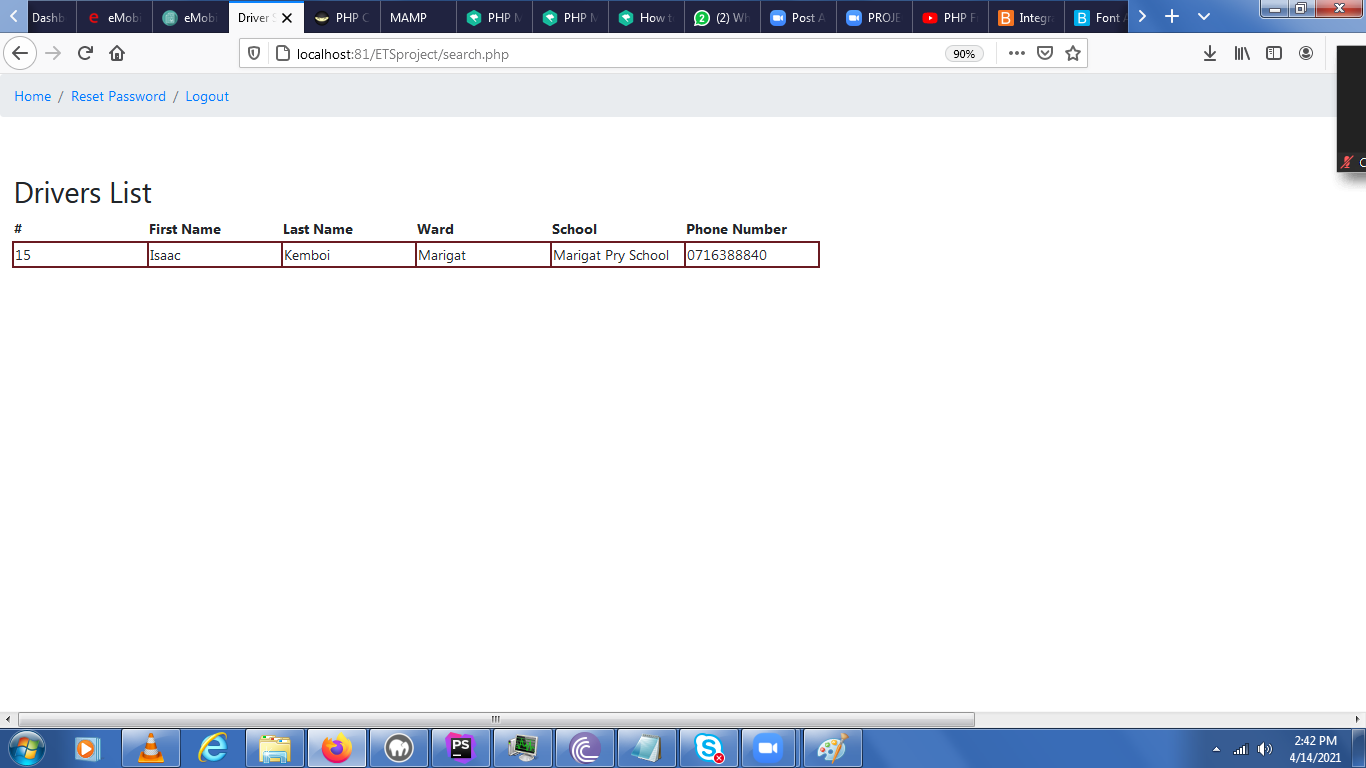 Dashb eMobi eMobi Driver S PHP C MAMP PHP M PHP M How t (2) Wh Post A PROJE PHP F Integra Font A
localhost:81/ETSproject/search.php 90%
Home / Reset Password / Logout
Drivers List
# First Name Last Name Ward School Phone Number
15 Isaac Kemboi Marigat Marigat Pry School 0716388840
PS
2:42 PM
4/14/2021